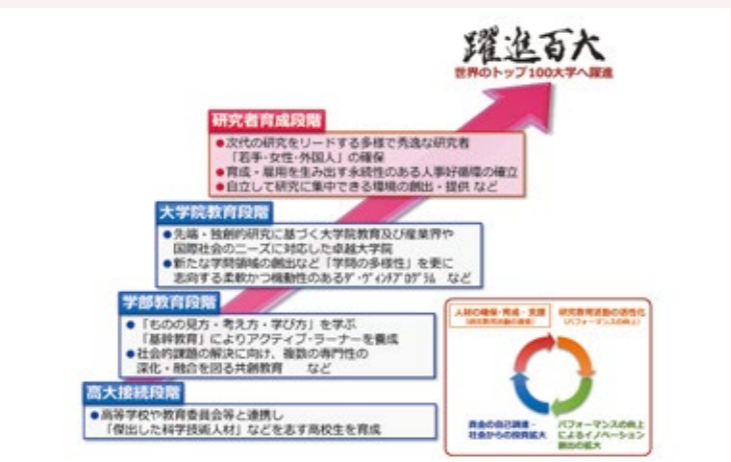 躍進百大
世界のトップ100大学へ躍進
研究者育成段階
●次代の研究をリードする多様で秀逸な研究者
「若手・女性・外国人」の確保
●育成・雇用を生み出す永続性のある人事好循環の確立
●自立して研究に集中できる環境の創出・提供 など
大学院教育段階
●先端・独創的研究に基づく大学院教育及び産業界や
国際社会のニーズに対応した卓越大学院
●新たな学問領域の創出など「学問の多様性」を更に
志向する柔軟かつ機動性のあるダ・ヴィンチプログラム など
学部教育段階
●「ものの見方・考え方・学び方」を学ぶ
「基幹教育」によりアクティブ・ラーナーを養成
●社会的課題の解決に向け、複数の専門性の
深化・融合を図る共創教育 など
高大接続段階
●高等学校や教育委員会等と連携し
「傑出した科学技術人材」などを志す高校生を育成
人材の確保・育成・支援
研究教育活動の活性化
(パフォーマンスの向上)
資金の自己調達・
社会からの投資拡大
パフォーマンスの向上
によるイノベーション
創出の拡大